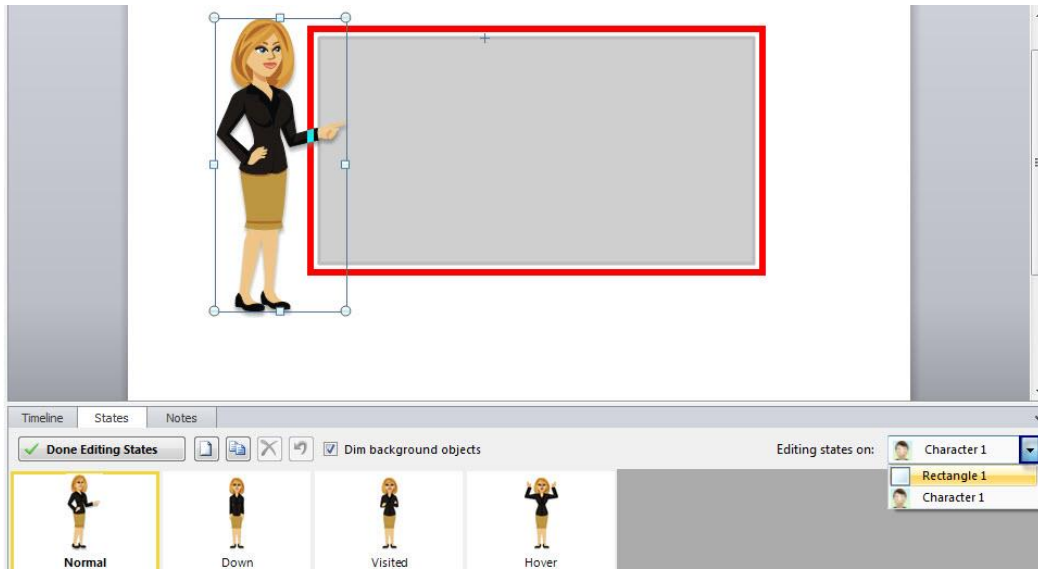 Timeline States Notes
Done Editing States Dim background objects Editing states on: Character 1
Rectangle 1
Character 1
Normal Down Visited Hover